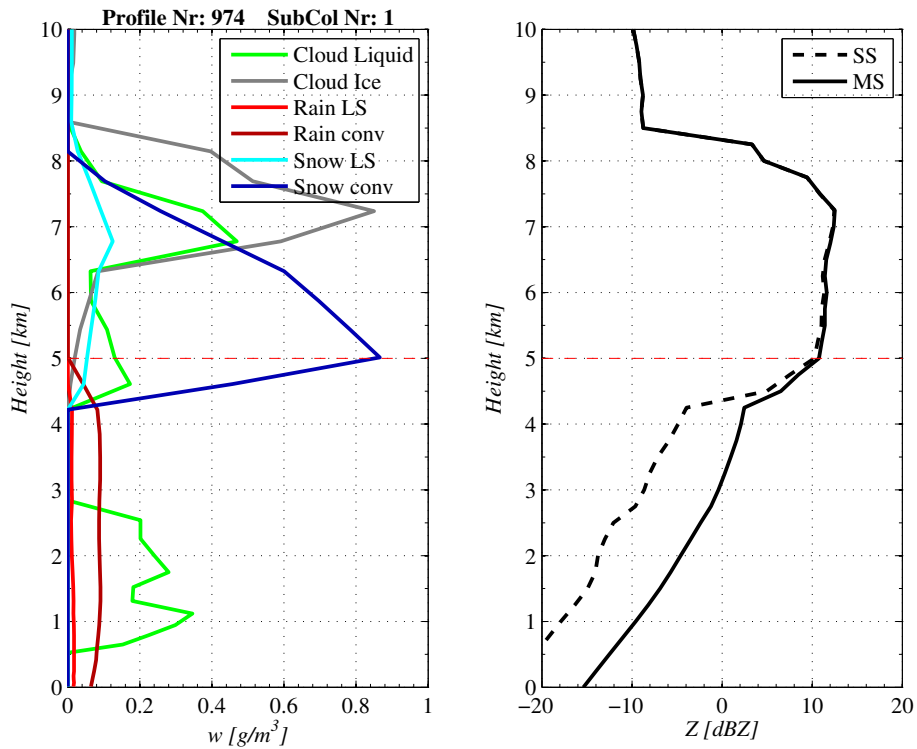 Profile Nr: 974 SubCol Nr: 1
Cloud Liquid
Cloud Ice
Rain LS
Rain conv
Snow LS
Snow conv
10
9
8
7
6
5
4
3
2
1
0
Height [km]
0
0.2
0.4
0.6
0.8
1
w [g/m³]
SS
MS
10
9
8
7
6
5
4
3
2
1
0
Height [km]
−20
−10
0
10
20
Z [dBZ]